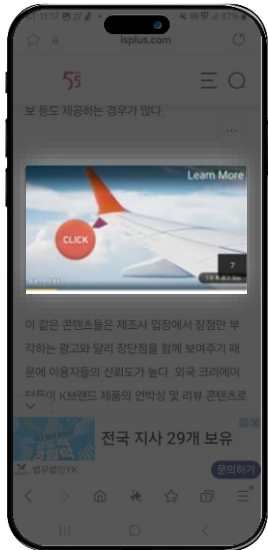 11:17
87%
isplus.com
55
보 등도 제공하는 경우가 많다.
Learn More
CLICK
7
이 같은 콘텐츠들은 제조사 입장에서 장점만 부
각하는 광고와 달리 장단점을 함께 보여주기 때
문에 이용자들의 신뢰도가 높다. 외국 크리에이
터들이 K브랜드 제품의 언박싱 및 리뷰 콘텐츠로
전국 지사 29개 보유
법무법인YK
문의하기